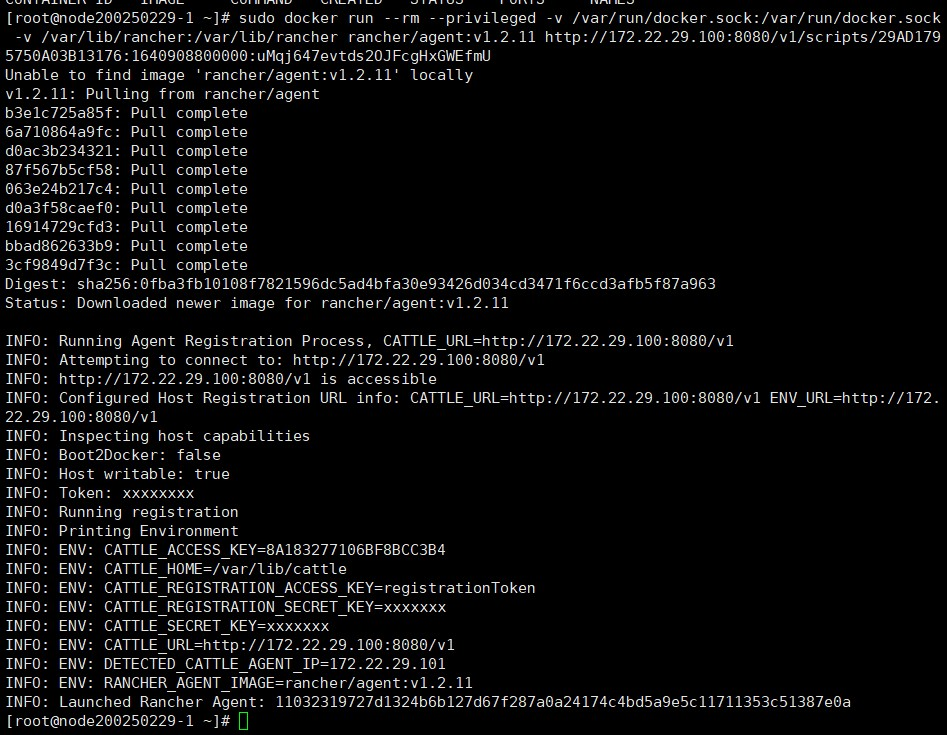 CONTAINER ID   IMAGE     COMMAND   CREATED   STATUS    PORTS     NAMES
[root@node200250229-1 ~]# sudo docker run --rm --privileged -v /var/run/docker.sock:/var/run/docker.sock
 -v /var/lib/rancher:/var/lib/rancher rancher/agent:v1.2.11 http://172.22.29.100:8080/v1/scripts/29AD179
5750A03B13176:1640908800000:uMqj647evtds2OJFcgHxGWEfmU
Unable to find image 'rancher/agent:v1.2.11' locally
v1.2.11: Pulling from rancher/agent
b3e1c725a85f: Pull complete
6a710864a9fc: Pull complete
d0ac3b234321: Pull complete
87f567b5cf58: Pull complete
063e24b217c4: Pull complete
d0a3f58caef0: Pull complete
16914729cfd3: Pull complete
bbad862633b9: Pull complete
3cf9849d7f3c: Pull complete
Digest: sha256:0fba3fb10108f7821596dc5ad4bfa30e93426d034cd3471f6ccd3afb5f87a963
Status: Downloaded newer image for rancher/agent:v1.2.11

INFO: Running Agent Registration Process, CATTLE_URL=http://172.22.29.100:8080/v1
INFO: Attempting to connect to: http://172.22.29.100:8080/v1
INFO: http://172.22.29.100:8080/v1 is accessible
INFO: Configured Host Registration URL info: CATTLE_URL=http://172.22.29.100:8080/v1 ENV_URL=http://172.
22.29.100:8080/v1
INFO: Inspecting host capabilities
INFO: Boot2Docker: false
INFO: Host writable: true
INFO: Token: xxxxxxxx
INFO: Running registration
INFO: Printing Environment
INFO: ENV: CATTLE_ACCESS_KEY=8A183277106BF8BCC3B4
INFO: ENV: CATTLE_HOME=/var/lib/cattle
INFO: ENV: CATTLE_REGISTRATION_ACCESS_KEY=registrationToken
INFO: ENV: CATTLE_REGISTRATION_SECRET_KEY=xxxxxxx
INFO: ENV: CATTLE_SECRET_KEY=xxxxxxx
INFO: ENV: CATTLE_URL=http://172.22.29.100:8080/v1
INFO: ENV: DETECTED_CATTLE_AGENT_IP=172.22.29.101
INFO: ENV: RANCHER_AGENT_IMAGE=rancher/agent:v1.2.11
INFO: Launched Rancher Agent: 11032319727d1324b6b127d67f287a0a24174c4bd5a9e5c11711353c51387e0a
[root@node200250229-1 ~]#